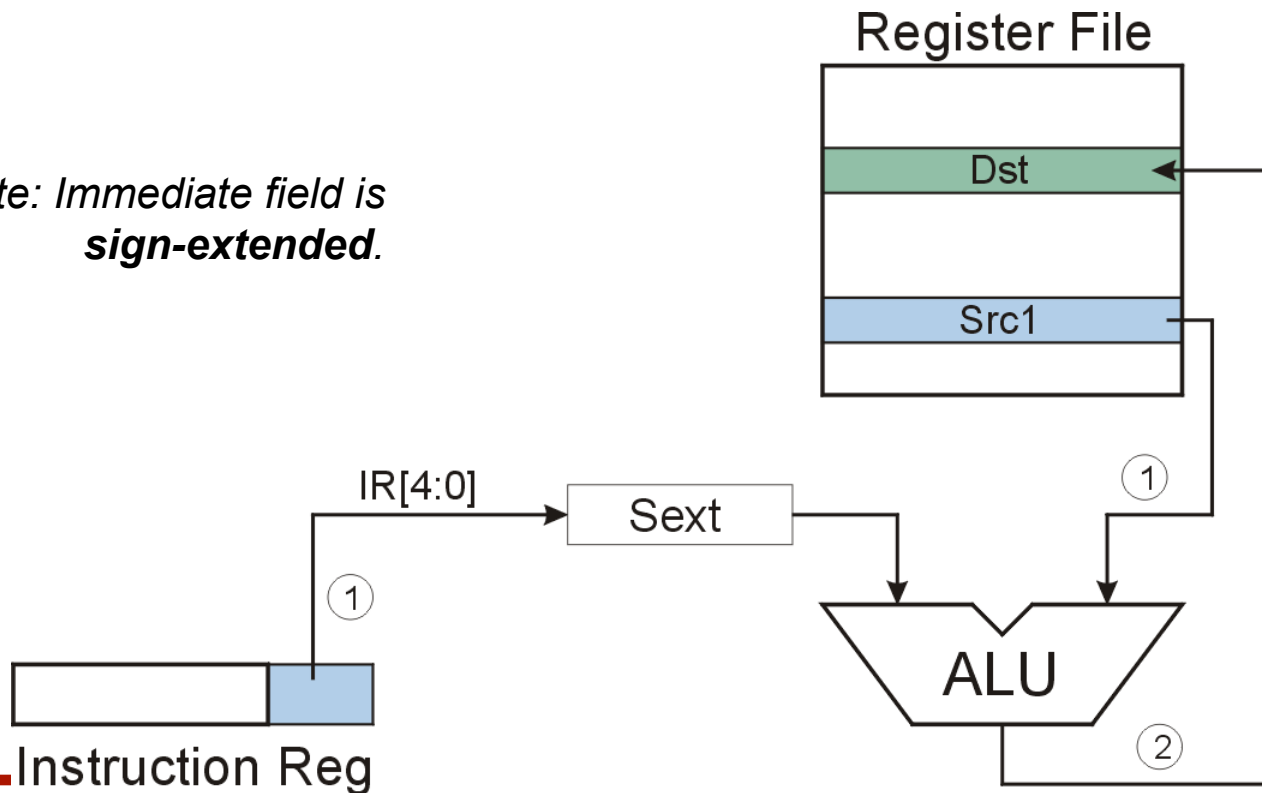 Register File
Dst
te: Immediate field is
sign-extended.
Src1
IR[4:0]
Sext
1
1
ALU
2
Instruction Reg